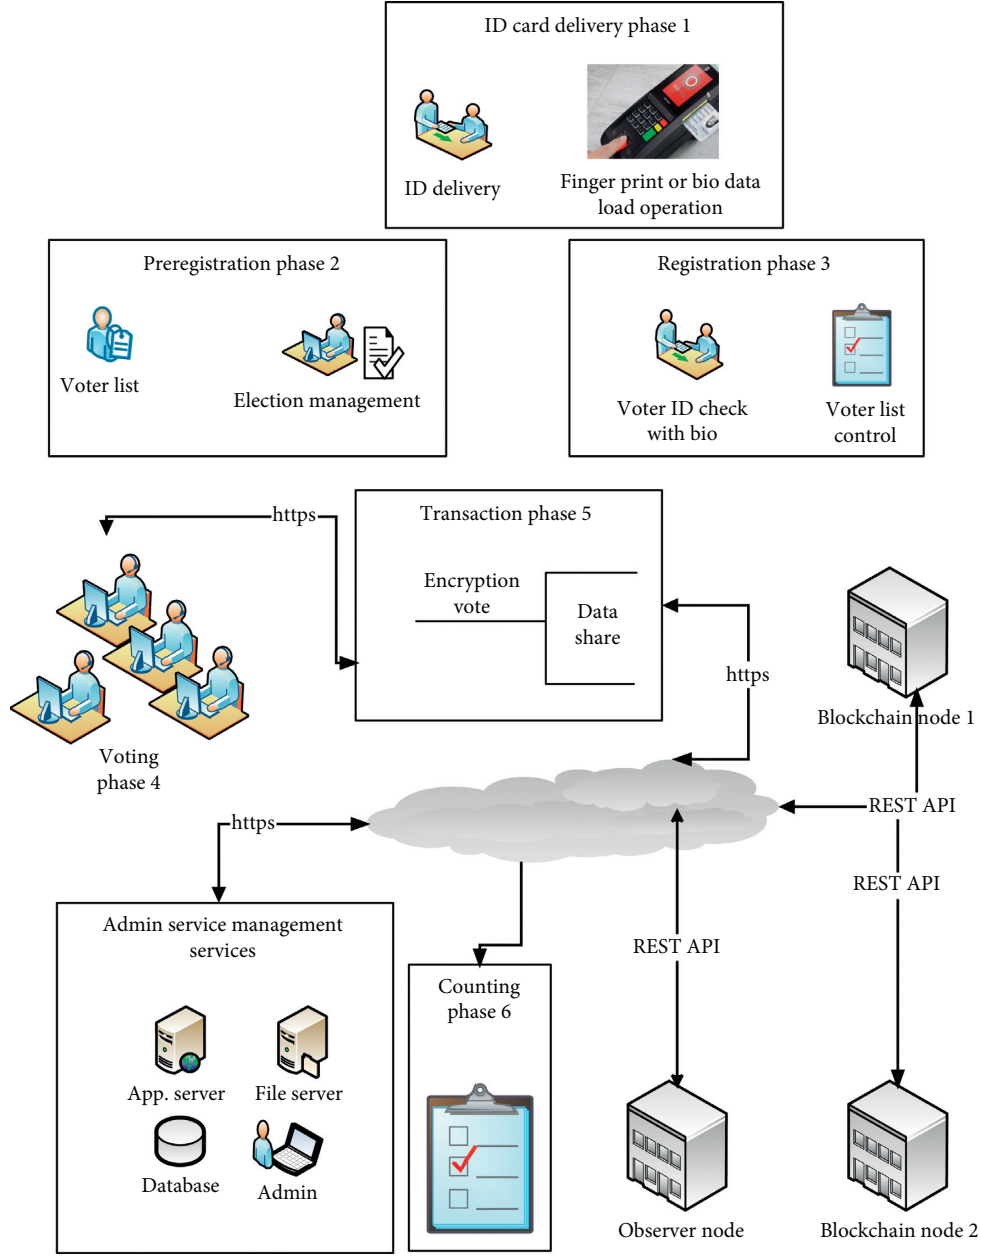 ID card delivery phase 1
ID delivery
Finger print or bio data
load operation
Preregistration phase 2
Voter list
Election management
Registration phase 3
Voter ID check
with bio
Voter list
control
https
Transaction phase 5
Encryption
vote
Data
share
https
Voting
phase 4
Blockchain node 1
REST API
https
REST API
Admin service management
services
REST API
Counting
phase 6
App. server
File server
Database
Admin
Observer node
Blockchain node 2